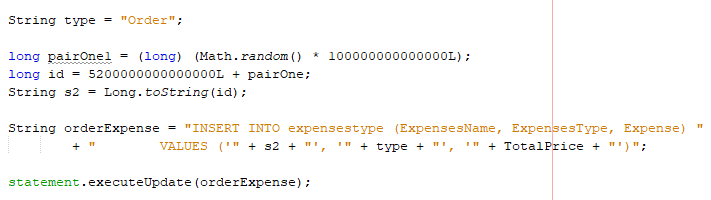 String type = "Order";
long pairOne1 = (long) (Math.random() * 100000000000000L);
long id = 5200000000000000L + pairOne;
String s2 = Long.toString(id);
String orderExpense = "INSERT INTO expensestype (ExpensesName, ExpensesType, Expense) "
+ "        VALUES ('" + s2 + "', '" + type + "', '" + TotalPrice + "')";
statement.executeUpdate(orderExpense);